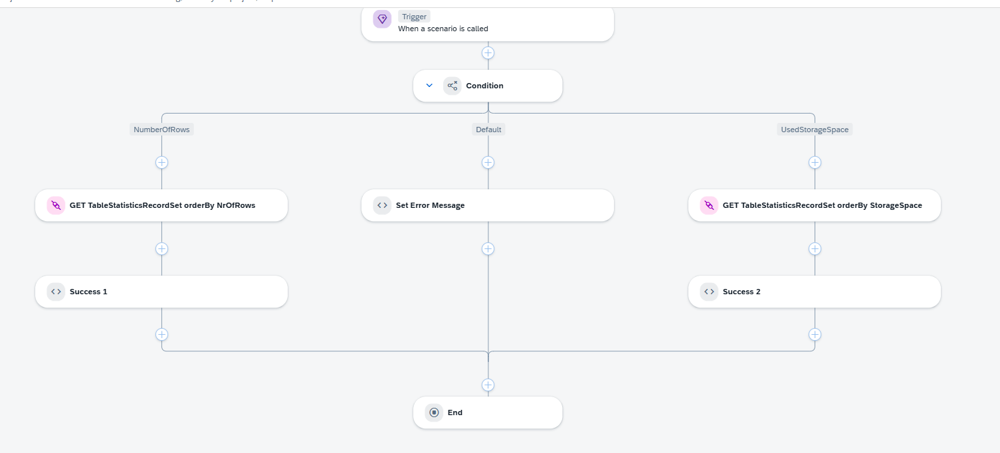 Trigger
When a scenario is called
Condition
NumberOfRows
Default
UsedStorageSpace
GET TableStatisticsRecordSet orderBy NrOfRows
Set Error Message
GET TableStatisticsRecordSet orderBy StorageSpace
Success 1
Success 2
End